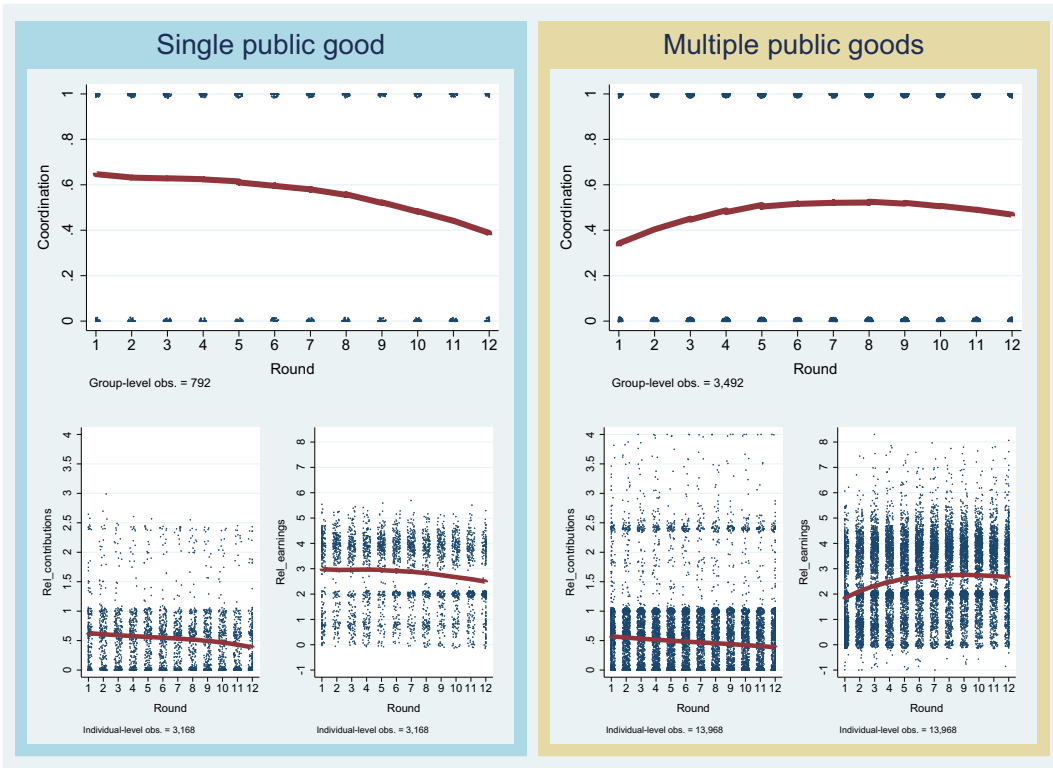 Single public good
Coordination
1
.8
.6
.4
.2
0
1 2 3 4 5 6 7 8 9 10 11 12
Round
Group-level obs. = 792
Rel_contributions
4
3.5
3
2.5
2
1.5
1
.5
0
1 2 3 4 5 6 7 8 9 10 11 12
Round
Individual-level obs. = 3,168
Rel_earnings
8
7
6
5
4
3
2
1
0
-1
1 2 3 4 5 6 7 8 9 10 11 12
Round
Individual-level obs. = 3,168
Multiple public goods
Coordination
1
.8
.6
.4
.2
0
1 2 3 4 5 6 7 8 9 10 11 12
Round
Group-level obs. = 3,492
Rel_contributions
4
3.5
3
2.5
2
1.5
1
.5
0
1 2 3 4 5 6 7 8 9 10 11 12
Round
Individual-level obs. = 13,968
Rel_earnings
8
7
6
5
4
3
2
1
0
-1
1 2 3 4 5 6 7 8 9 10 11 12
Round
Individual-level obs. = 13,968